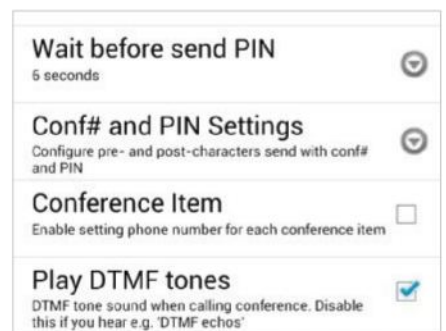 Wait before send PIN
6 seconds
Conf# and PIN Settings
Configure pre- and post-characters send with conf#
and PIN
Conference Item
Enable setting phone number for each conference item
Play DTMF tones
DTMF tone sound when calling conference. Disable
this if you hear e.g. 'DTMF echos'